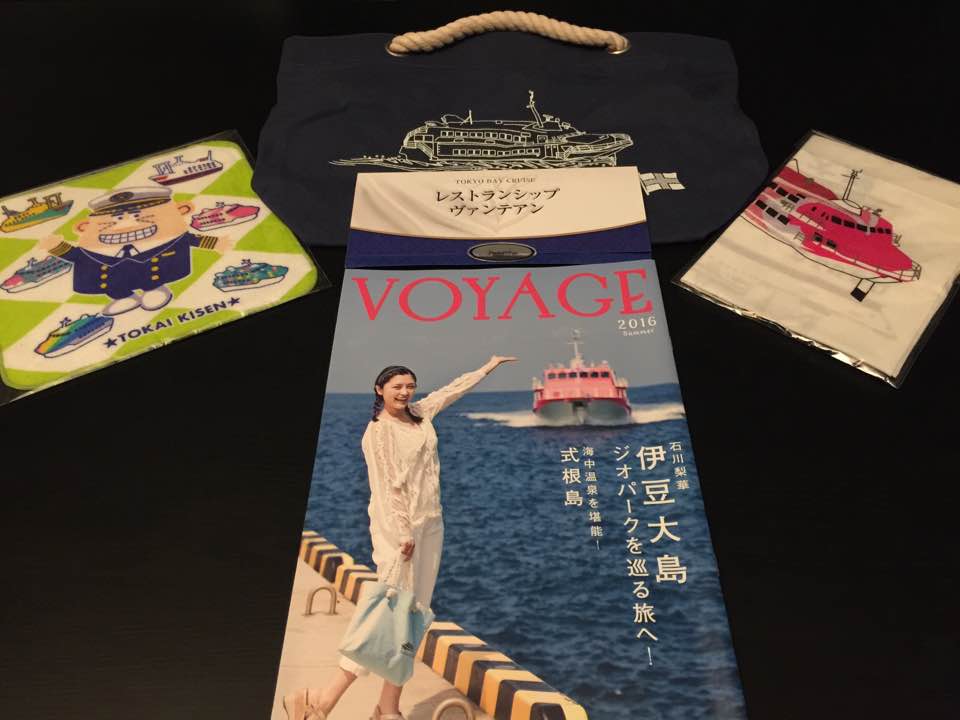 TOKYO BAY CRUISE
レストランシップ
ヴァンテアン
★TOKAI KISEN★
VOYAGE
2016
Summer
石川梨華
伊豆大島
ジオパークを巡る旅へ—!
海中温泉を堪能—
式根島